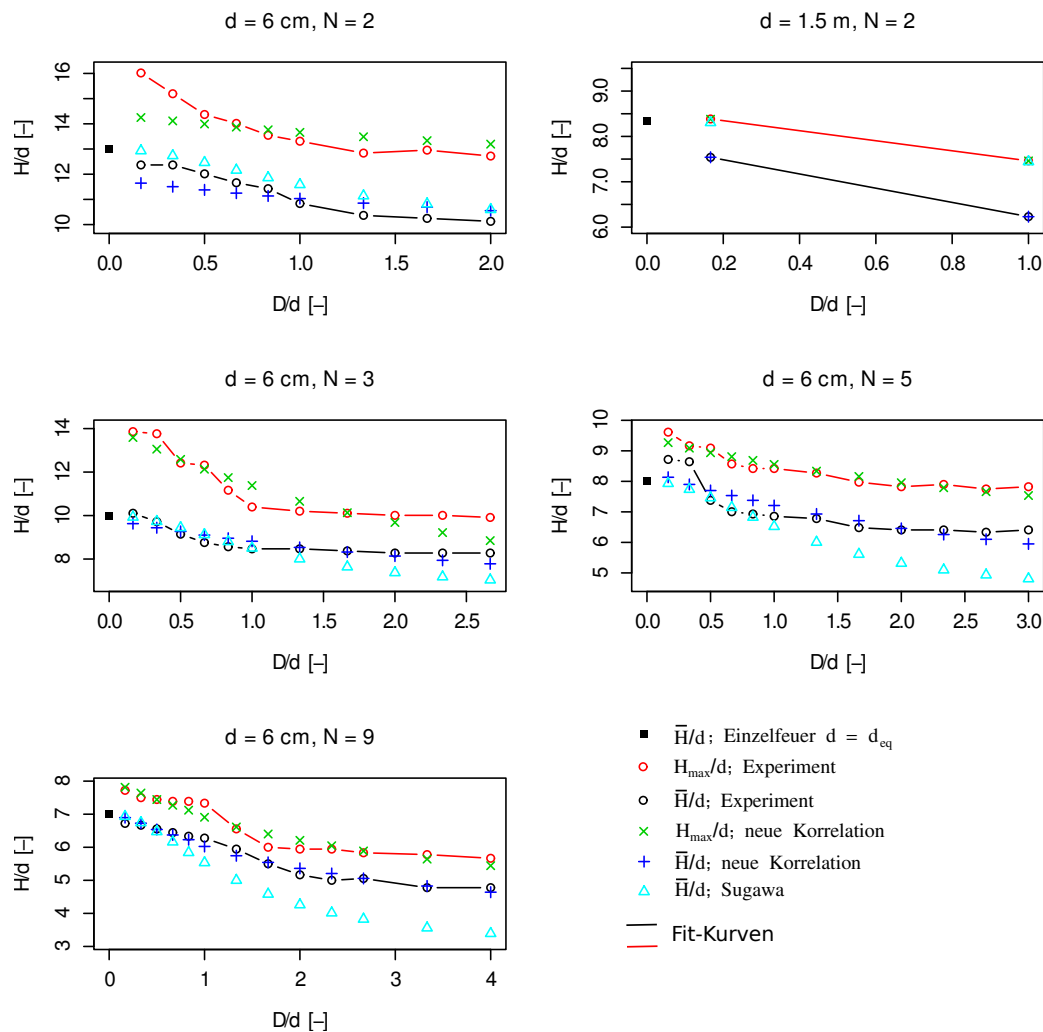 d = 6 cm, N = 2
H/d [–]
10 12 14 16
0.0 0.5 1.0 1.5 2.0
D/d [–]
d = 1.5 m, N = 2
H/d [–]
6.0 7.0 8.0 9.0
0.0 0.2 0.4 0.6 0.8 1.0
D/d [–]
d = 6 cm, N = 3
H/d [–]
8 10 12 14
0.0 0.5 1.0 1.5 2.0 2.5
D/d [–]
d = 6 cm, N = 5
H/d [–]
5 6 7 8 9 10
0.0 0.5 1.0 1.5 2.0 2.5 3.0
D/d [–]
d = 6 cm, N = 9
H/d [–]
3 4 5 6 7 8
0 1 2 3 4
D/d [–]
H̅/d; Einzelfeuer d = d_eq
H_max/d; Experiment
H̅/d; Experiment
H_max/d; neue Korrelation
H̅/d; neue Korrelation
H̅/d; Sugawa
Fit-Kurven